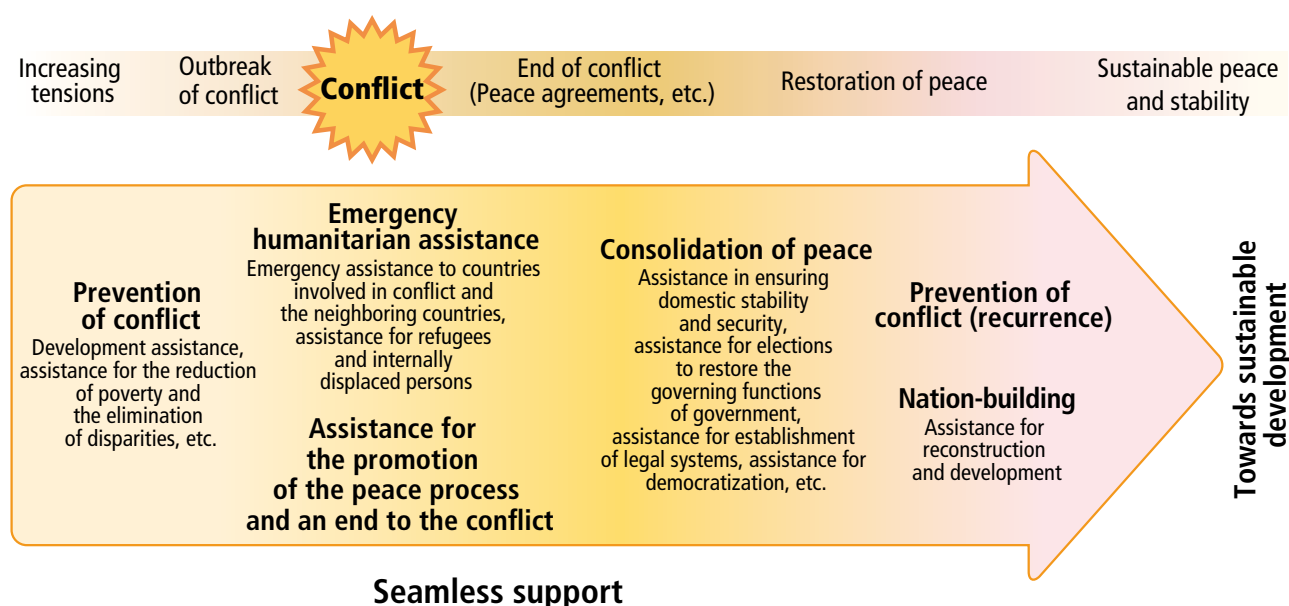 Increasing
tensions
Outbreak
of conflict
Conflict
End of conflict
(Peace agreements, etc.)
Restoration of peace
Sustainable peace
and stability
Prevention
of conflict
Development assistance,
assistance for the reduction
of poverty and
the elimination
of disparities, etc.
Emergency
humanitarian assistance
Emergency assistance to countries
involved in conflict and
the neighboring countries,
assistance for refugees
and internally
displaced persons
Assistance for
the promotion
of the peace process
and an end to the conflict
Consolidation of peace
Assistance in ensuring
domestic stability
and security,
assistance for elections
to restore the
governing functions
of government,
assistance for establishment
of legal systems, assistance for
democratization, etc.
Prevention of
conflict (recurrence)
Nation-building
Assistance for
reconstruction
and development
Towards sustainable
development
Seamless support